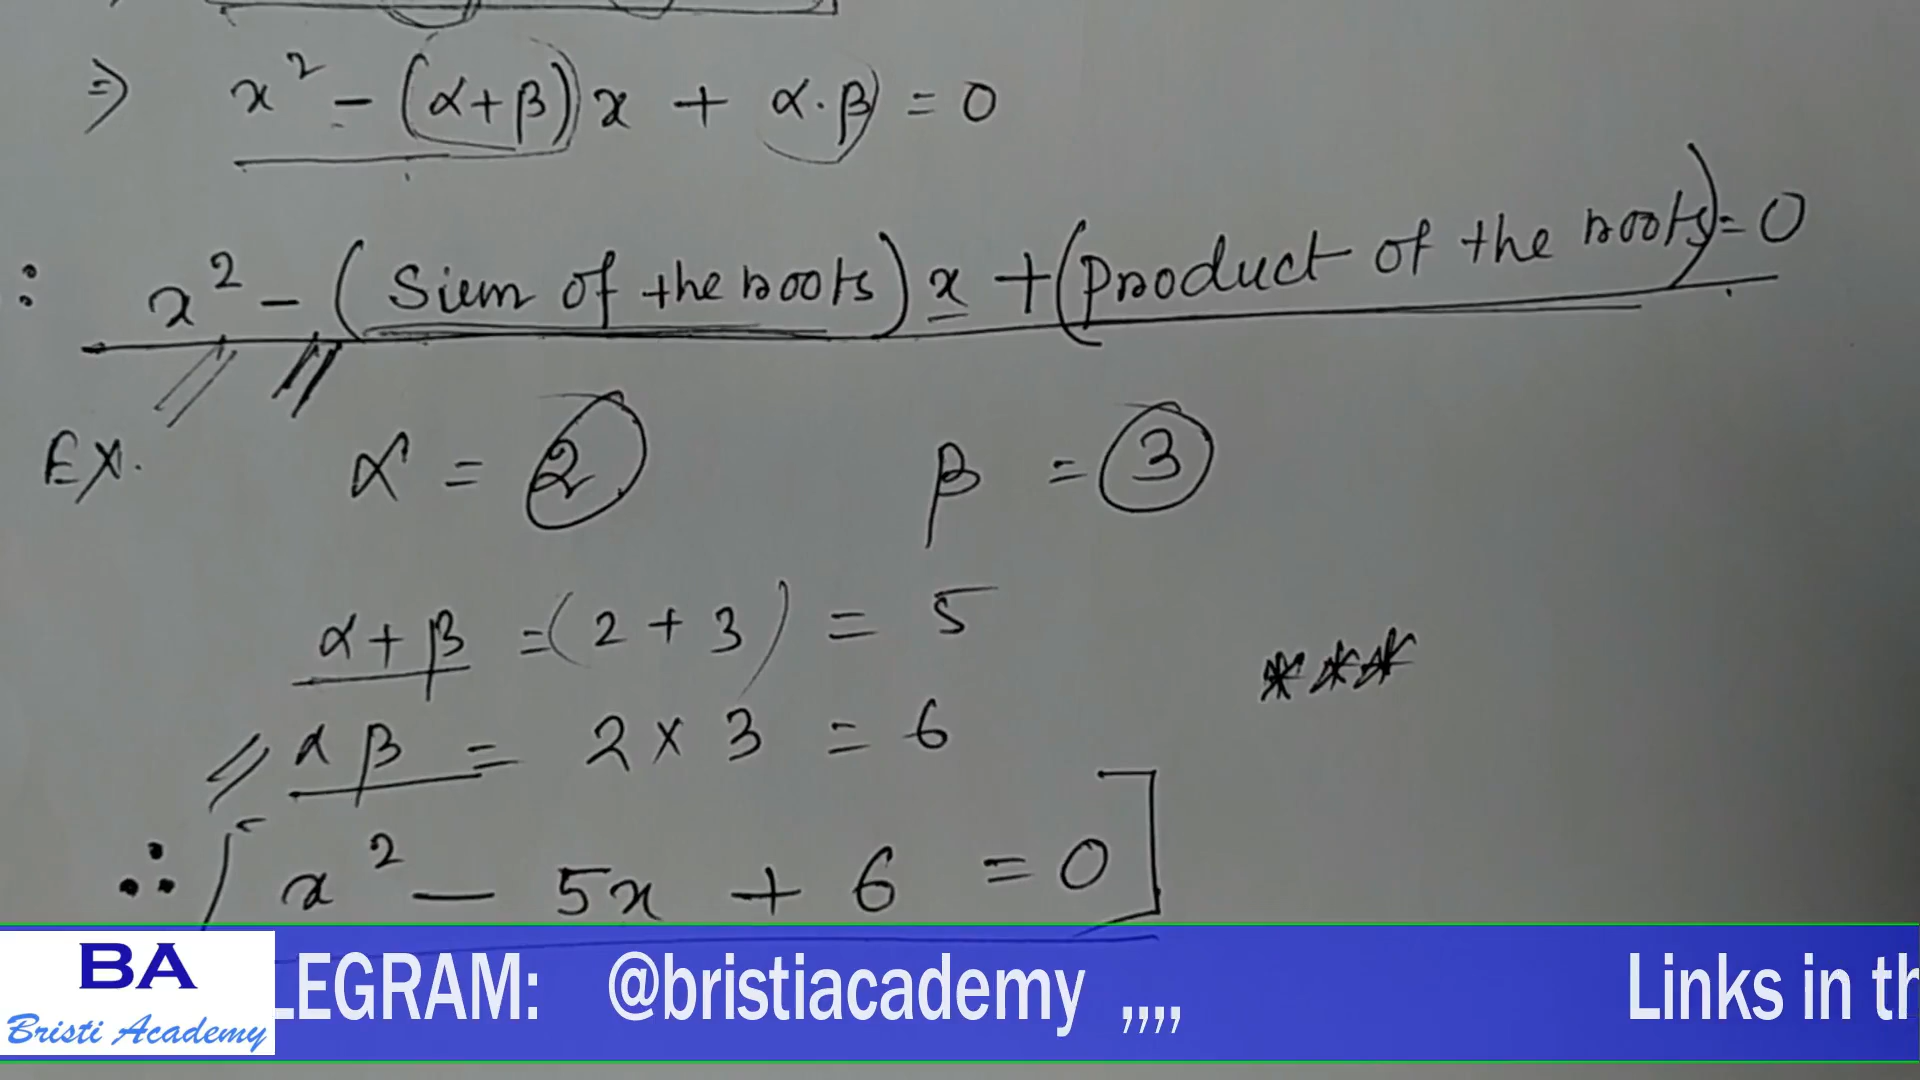 ⇒ x² - (α+β)x + α·β = 0
: x² - (Sum of the roots)x + (Product of the roots) = 0
EX. α = 2 β = 3
α+β = (2+3) = 5
αβ = 2 × 3 = 6
***
∴ [x² - 5x + 6 = 0]
BA
Bristi Academy
LEGRAM: @bristiacademy ,,,, Links in th